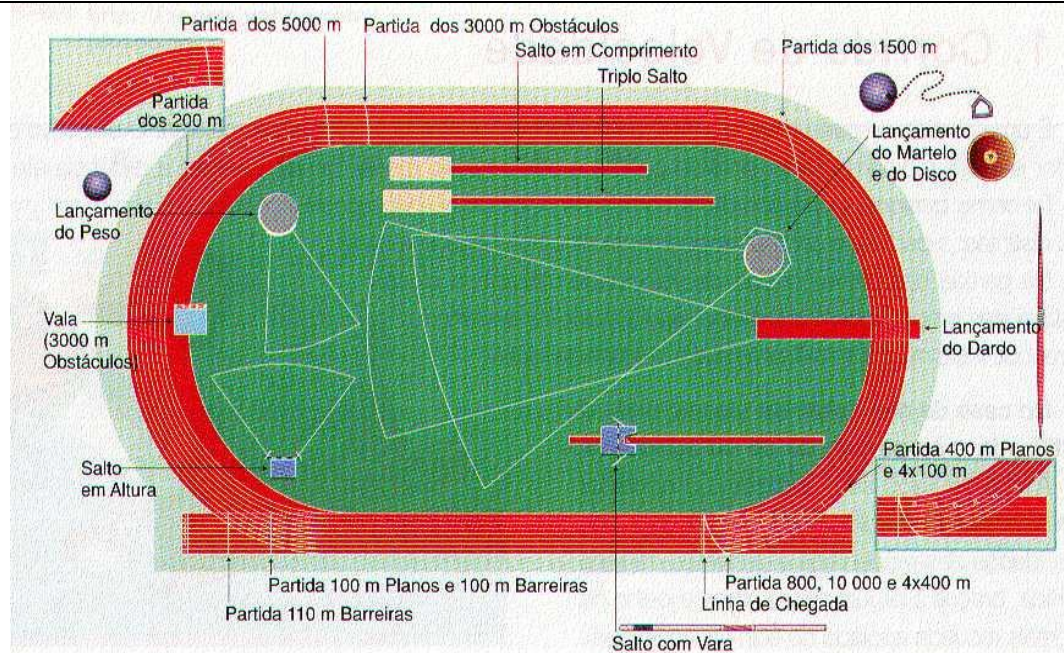 Partida dos 5000 m
Partida dos 3000 m Obstáculos
Salto em Comprimento
Triplo Salto
Partida dos 1500 m
Partida
dos 200 m
Lançamento
do Martelo
e do Disco
Lançamento
do Peso
Vala
(3000 m
Obstáculos)
Lançamento
do Dardo
Salto
em Altura
Partida 400 m Planos
e 4x100 m
Partida 100 m Planos e 100 m Barreiras
Partida 110 m Barreiras
Partida 800, 10 000 e 4x400 m
Linha de Chegada
Salto com Vara